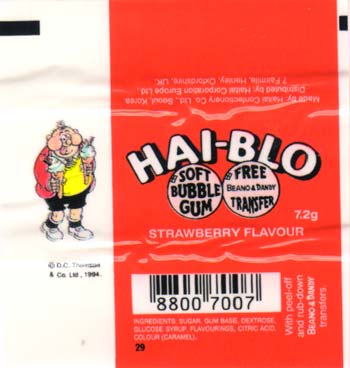 Made by: Haitai Confectionery Co. Ltd., Seoul, Korea.
Distributed by: Haitai Corporation Europe Ltd.,
7 Fairmile, Henley, Oxfordshire, UK.
HAI-BLO
SOFT
BUBBLE
GUM
FREE
BEANO & DANDY
TRANSFER
7.2g
STRAWBERRY FLAVOUR
© D.C. Thomson
& Co. Ltd, 1994.
8800 7007
INGREDIENTS: SUGAR, GUM BASE, DEXTROSE,
GLUCOSE SYRUP, FLAVOURINGS, CITRIC ACID,
COLOUR (CARAMEL).
29
With peel-off
and rub-down
BEANO & DANDY
transfers.